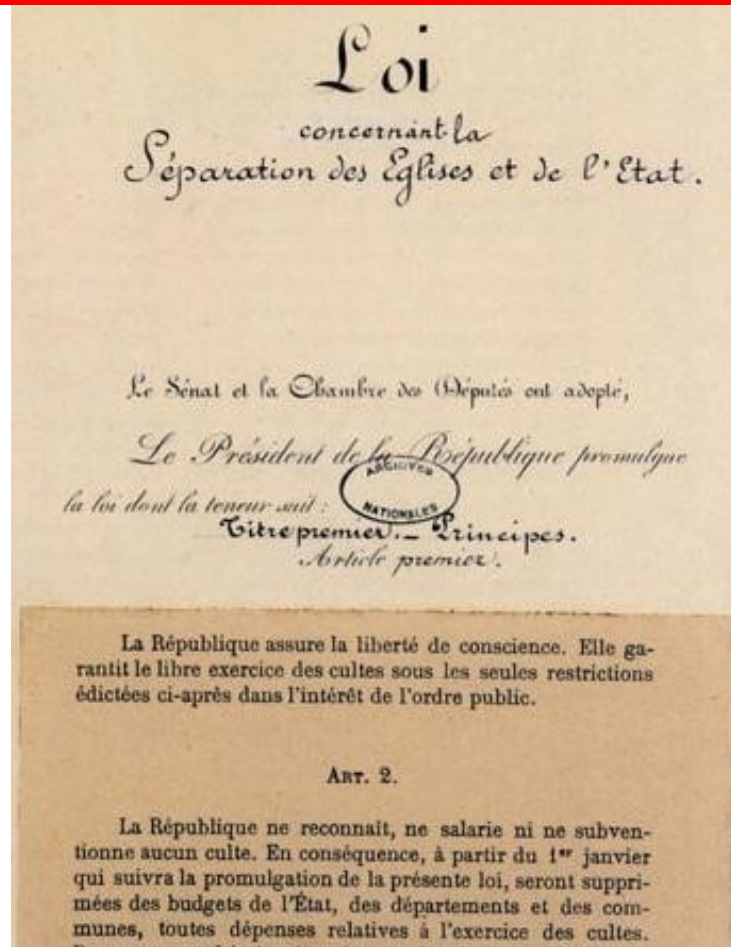 Loi
concernant la
Séparation des Eglises et de l'Etat.
Le Sénat et la Chambre des Députés ont adopté,
Le Président de la République promulgue
la loi dont la teneur suit :
ARCHIVES
NATIONALES
Titre premier._ Principes.
Article premier.
La République assure la liberté de conscience. Elle ga-
rantit le libre exercice des cultes sous les seules restrictions
édictées ci-après dans l'intérêt de l'ordre public.
ART. 2.
La République ne reconnaît, ne salarie ni ne subven-
tionne aucun culte. En conséquence, à partir du 1er janvier
qui suivra la promulgation de la présente loi, seront suppri-
mées des budgets de l'État, des départements et des com-
munes, toutes dépenses relatives à l'exercice des cultes.